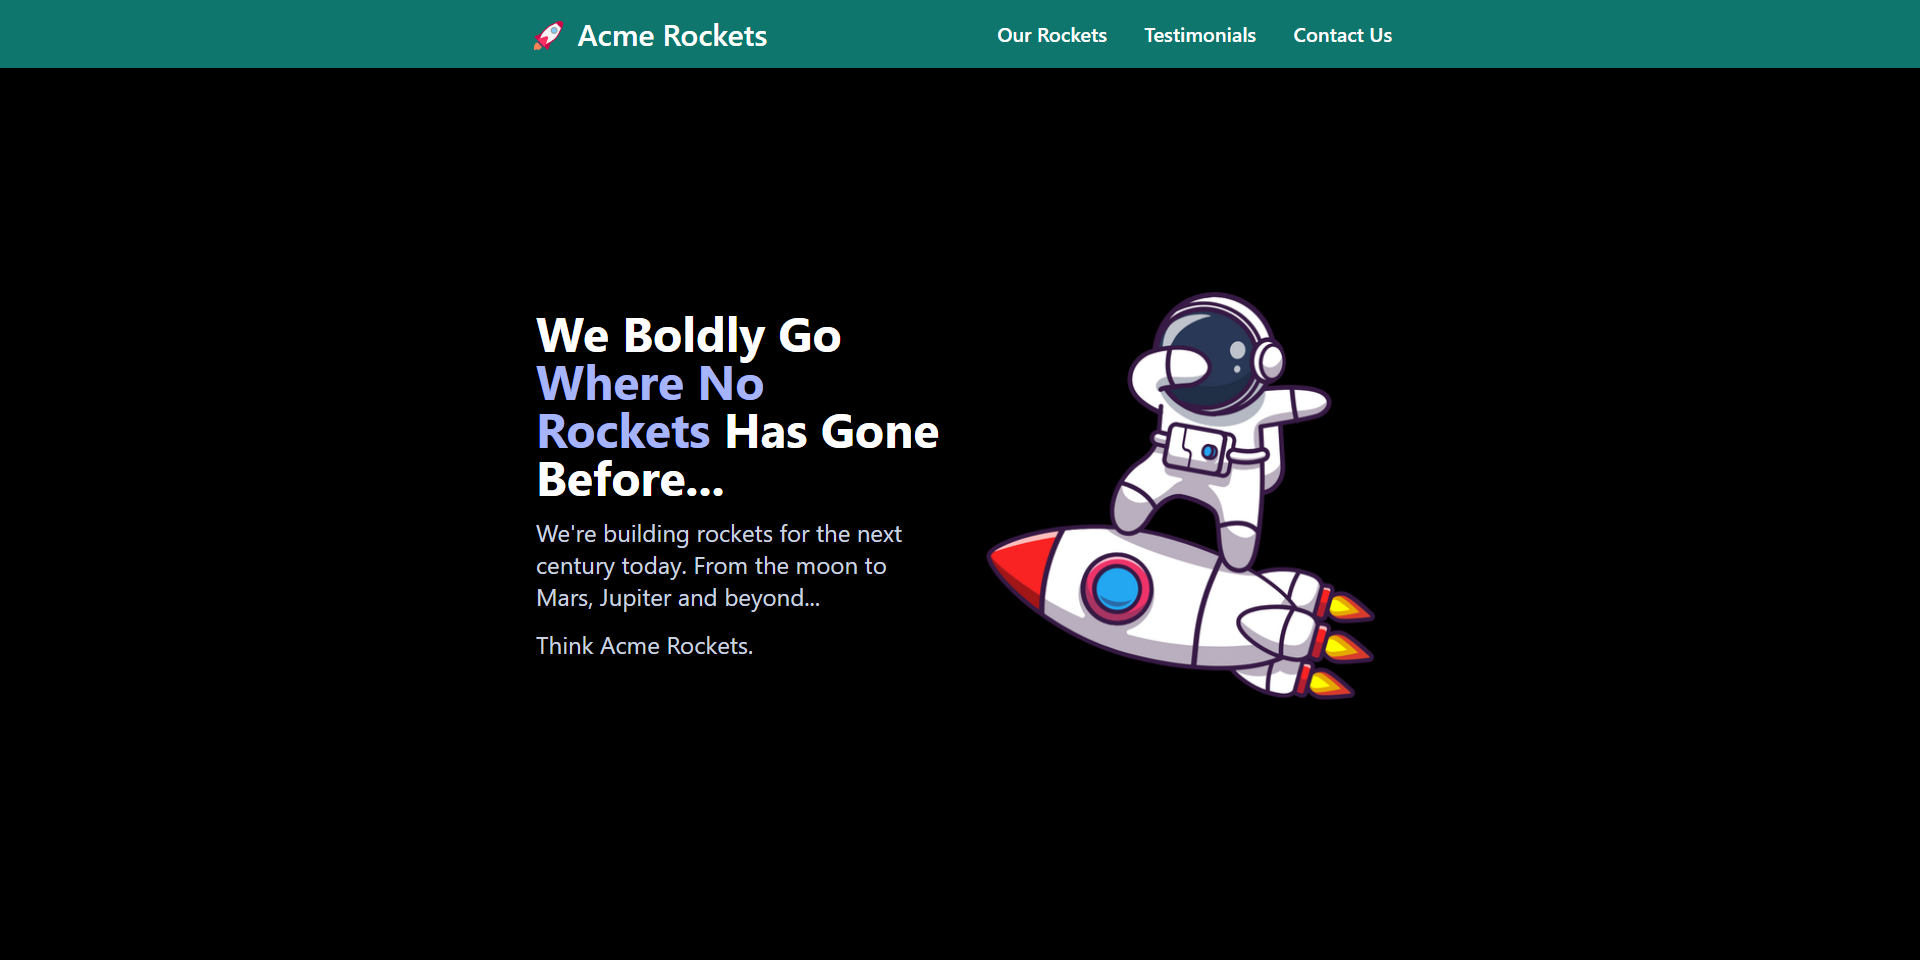 🚀 Acme Rockets
Our Rockets
Testimonials
Contact Us
We Boldly Go
Where No
Rockets Has Gone
Before...
We're building rockets for the next
century today. From the moon to
Mars, Jupiter and beyond...
Think Acme Rockets.